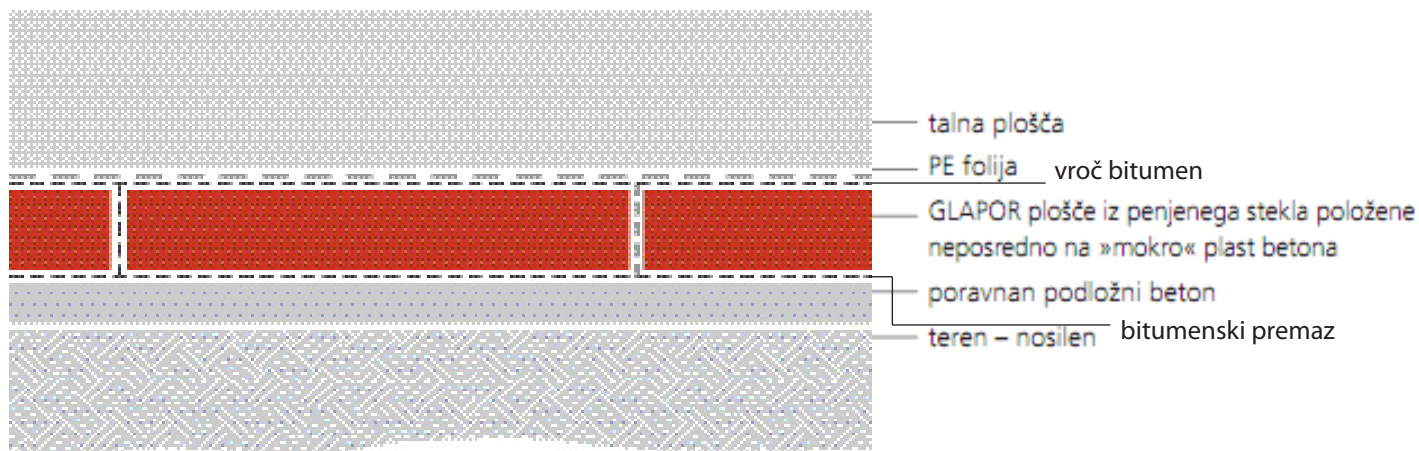 talna plošča
PE folija
vroč bitumen
GLAPOR plošče iz penjenega stekla položene
neposredno na »mokro« plast betona
poravnan podložni beton
bitumenski premaz
teren – nosilen